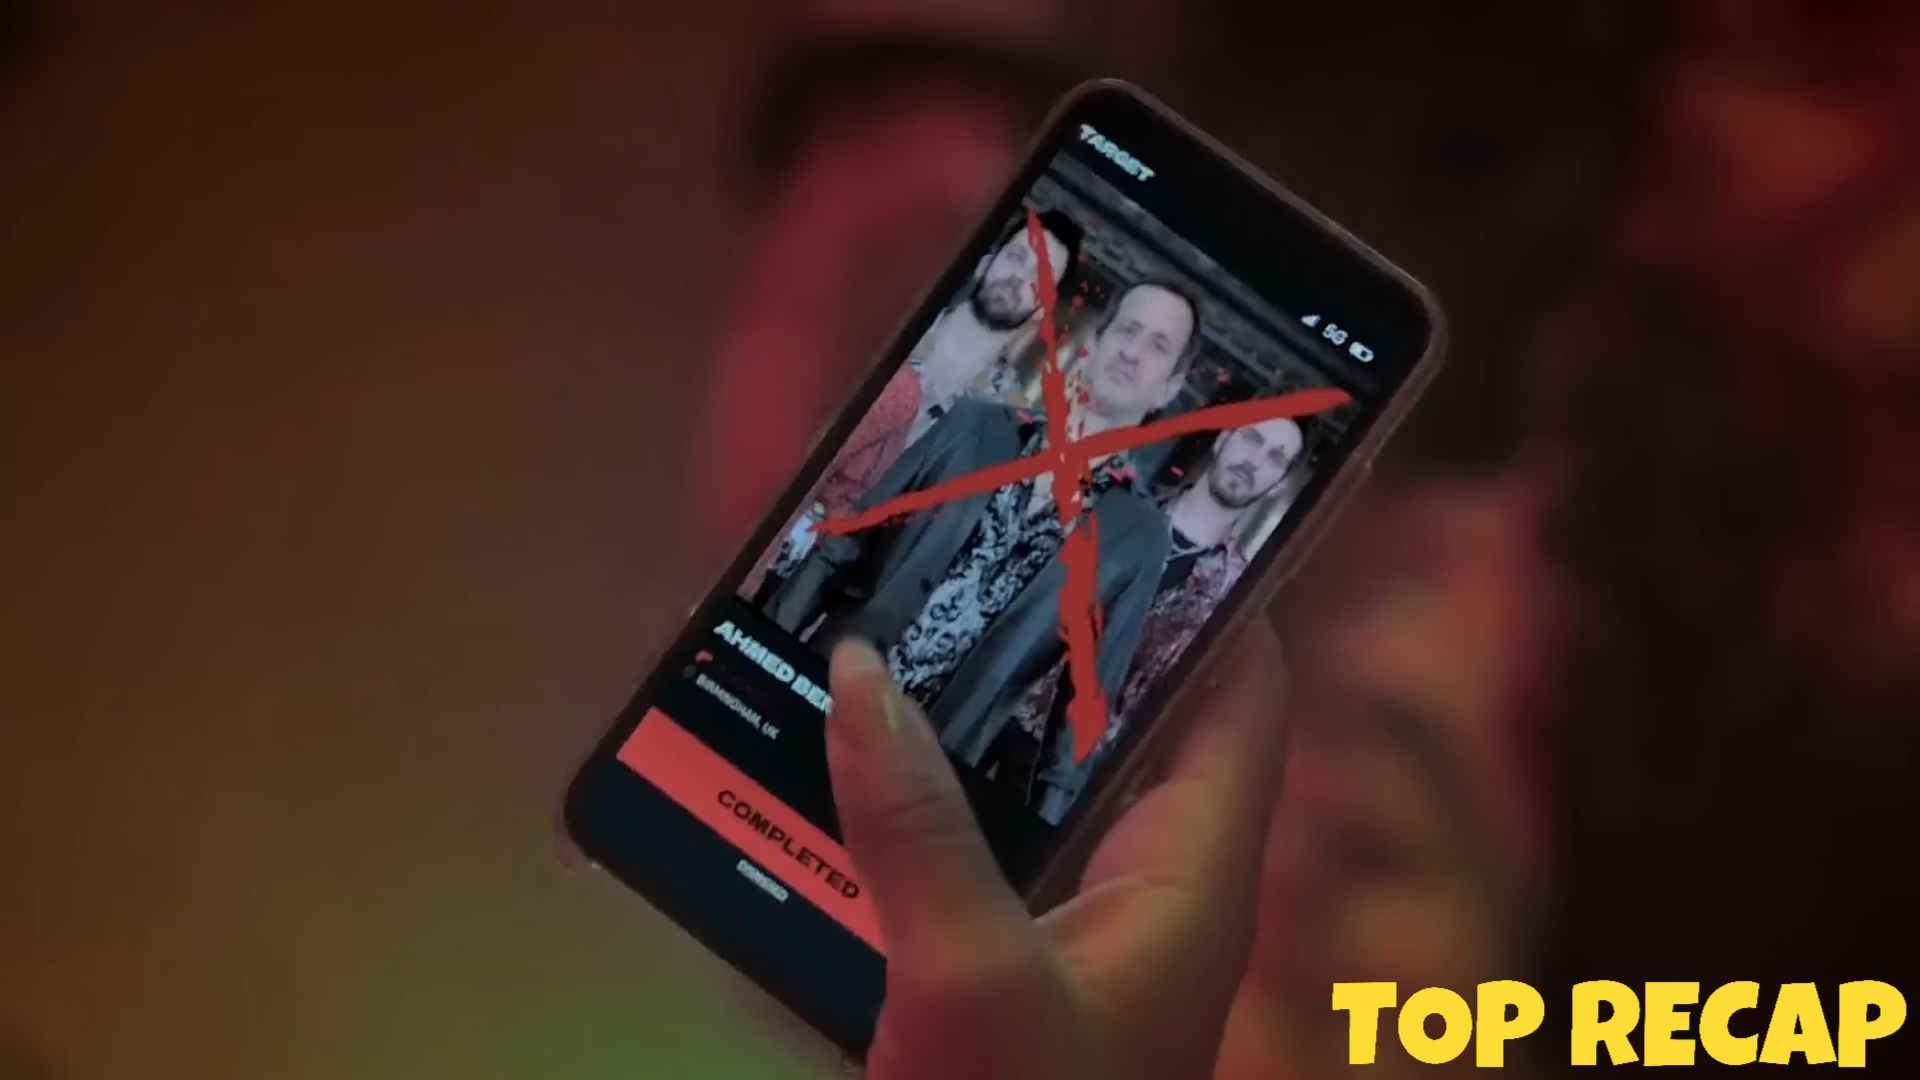 TARGET
5G
AHMED BE
BIRMINGHAM, UK
COMPLETED
TOP RECAP